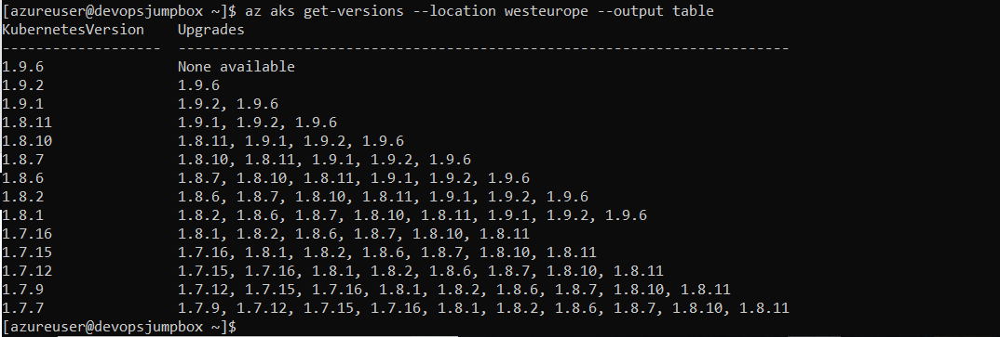 [azureuser@devopsjumpbox ~]$ az aks get-versions --location westeurope --output table
KubernetesVersion    Upgrades
-------------------  -------------------------------------------------------------------------
1.9.6                None available
1.9.2                1.9.6
1.9.1                1.9.2, 1.9.6
1.8.11               1.9.1, 1.9.2, 1.9.6
1.8.10               1.8.11, 1.9.1, 1.9.2, 1.9.6
1.8.7                1.8.10, 1.8.11, 1.9.1, 1.9.2, 1.9.6
1.8.6                1.8.7, 1.8.10, 1.8.11, 1.9.1, 1.9.2, 1.9.6
1.8.2                1.8.6, 1.8.7, 1.8.10, 1.8.11, 1.9.1, 1.9.2, 1.9.6
1.8.1                1.8.2, 1.8.6, 1.8.7, 1.8.10, 1.8.11, 1.9.1, 1.9.2, 1.9.6
1.7.16               1.8.1, 1.8.2, 1.8.6, 1.8.7, 1.8.10, 1.8.11
1.7.15               1.7.16, 1.8.1, 1.8.2, 1.8.6, 1.8.7, 1.8.10, 1.8.11
1.7.12               1.7.15, 1.7.16, 1.8.1, 1.8.2, 1.8.6, 1.8.7, 1.8.10, 1.8.11
1.7.9                1.7.12, 1.7.15, 1.7.16, 1.8.1, 1.8.2, 1.8.6, 1.8.7, 1.8.10, 1.8.11
1.7.7                1.7.9, 1.7.12, 1.7.15, 1.7.16, 1.8.1, 1.8.2, 1.8.6, 1.8.7, 1.8.10, 1.8.11
[azureuser@devopsjumpbox ~]$